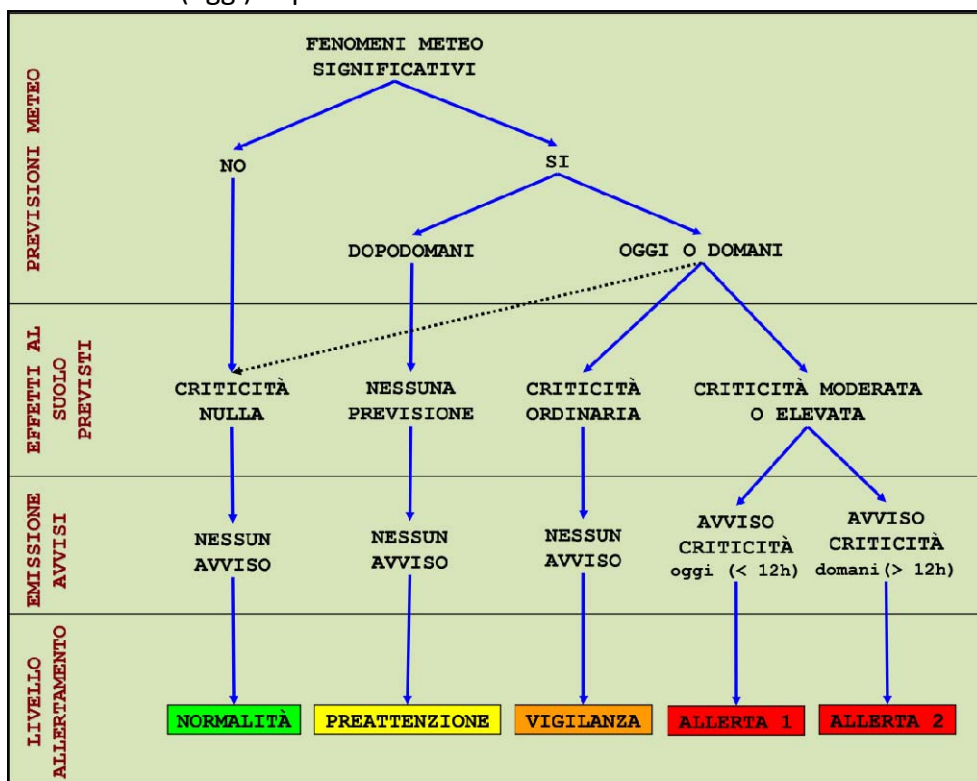 (oggi)
PREVISIONI METEO
FENOMENI METEO
SIGNIFICATIVI
NO
SI
DOPODOMANI
OGGI O DOMANI
EFFETTI AL
SUOLO
PREVISTI
CRITICITÀ
NULLA
NESSUNA
PREVISIONE
CRITICITÀ
ORDINARIA
CRITICITÀ MODERATA
O ELEVATA
EMISSIONE
AVVISI
NESSUN
AVVISO
NESSUN
AVVISO
NESSUN
AVVISO
AVVISO
CRITICITÀ
oggi (< 12h)
AVVISO
CRITICITÀ
domani(> 12h)
LIVELLO
ALLERTAMENTO
NORMALITÀ
PREATTENZIONE
VIGILANZA
ALLERTA 1
ALLERTA 2